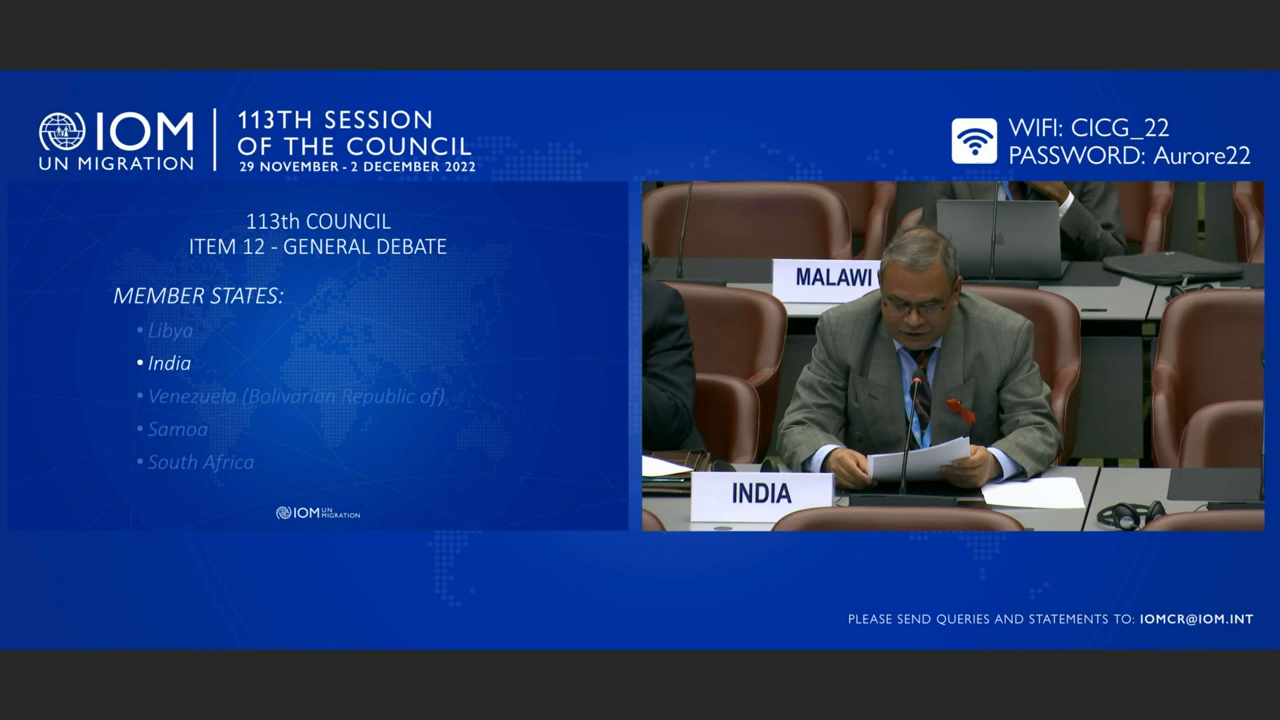 IOM
UN MIGRATION
113TH SESSION
OF THE COUNCIL
29 NOVEMBER - 2 DECEMBER 2022
WIFI: CICG_22
PASSWORD: Aurore22
113th COUNCIL
ITEM 12 - GENERAL DEBATE
MEMBER STATES:
• Libya
• India
• Venezuela (Bolivarian Republic of)
• Samoa
• South Africa
IOM UN MIGRATION
MALAWI
INDIA
PLEASE SEND QUERIES AND STATEMENTS TO: IOMCR@IOM.INT